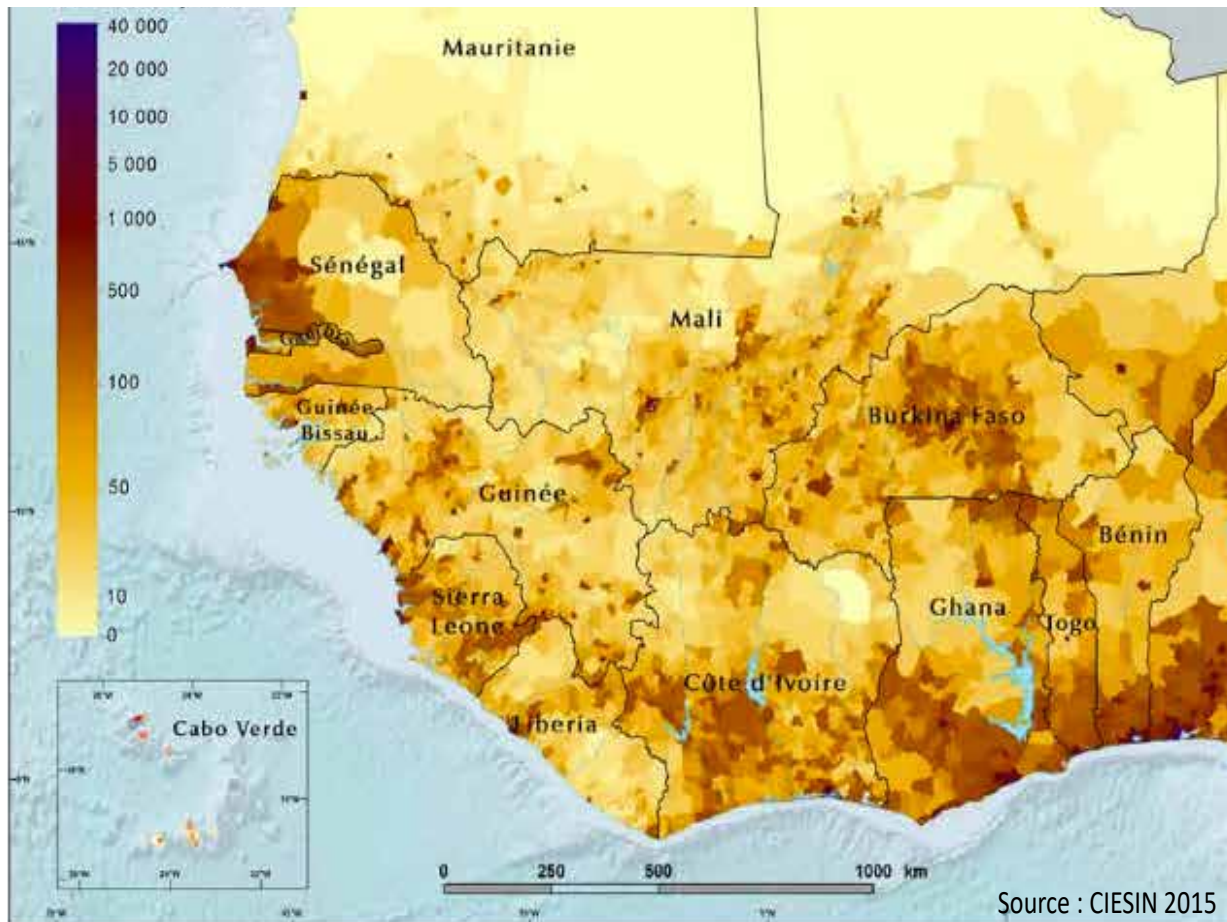 40 000
20 000
10 000
5 000
1 000
500
100
50
10
0
Mauritanie
Sénégal
Mali
Guinée
Bissau
Burkina Faso
Guinée
Bénin
Sierra
Leone
Ghana
Togo
Côte d'Ivoire
Liberia
Cabo Verde
0 250 500 1000 km
Source : CIESIN 2015